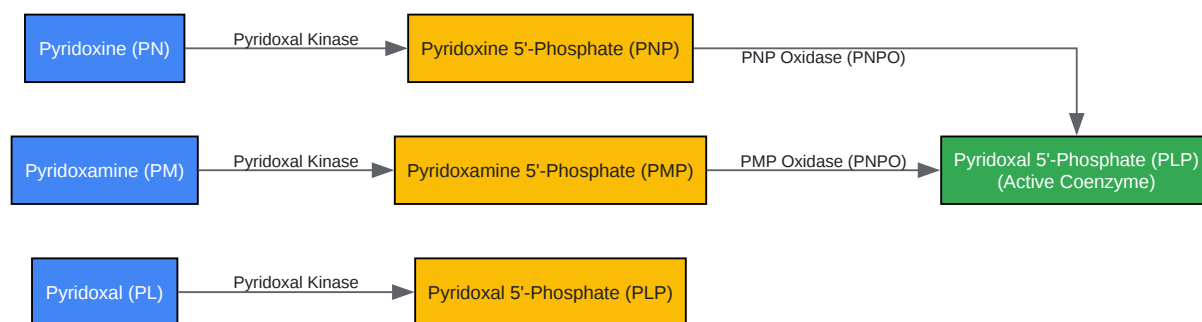 Pyridoxine (PN)
Pyridoxal Kinase
Pyridoxine 5'-Phosphate (PNP)
PNP Oxidase (PNPO)
Pyridoxamine (PM)
Pyridoxal Kinase
Pyridoxamine 5'-Phosphate (PMP)
PMP Oxidase (PNPO)
Pyridoxal 5'-Phosphate (PLP)
(Active Coenzyme)
Pyridoxal (PL)
Pyridoxal Kinase
Pyridoxal 5'-Phosphate (PLP)